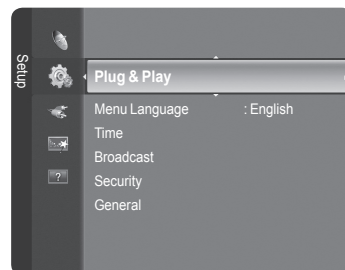 Setup
Plug & Play
Menu Language : English
Time
Broadcast
Security
General
?